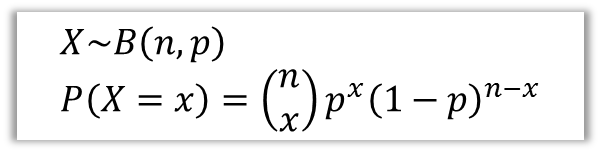 X~B(n,p)
P(X = x) = (n x) p^x (1 − p)^{n−x}